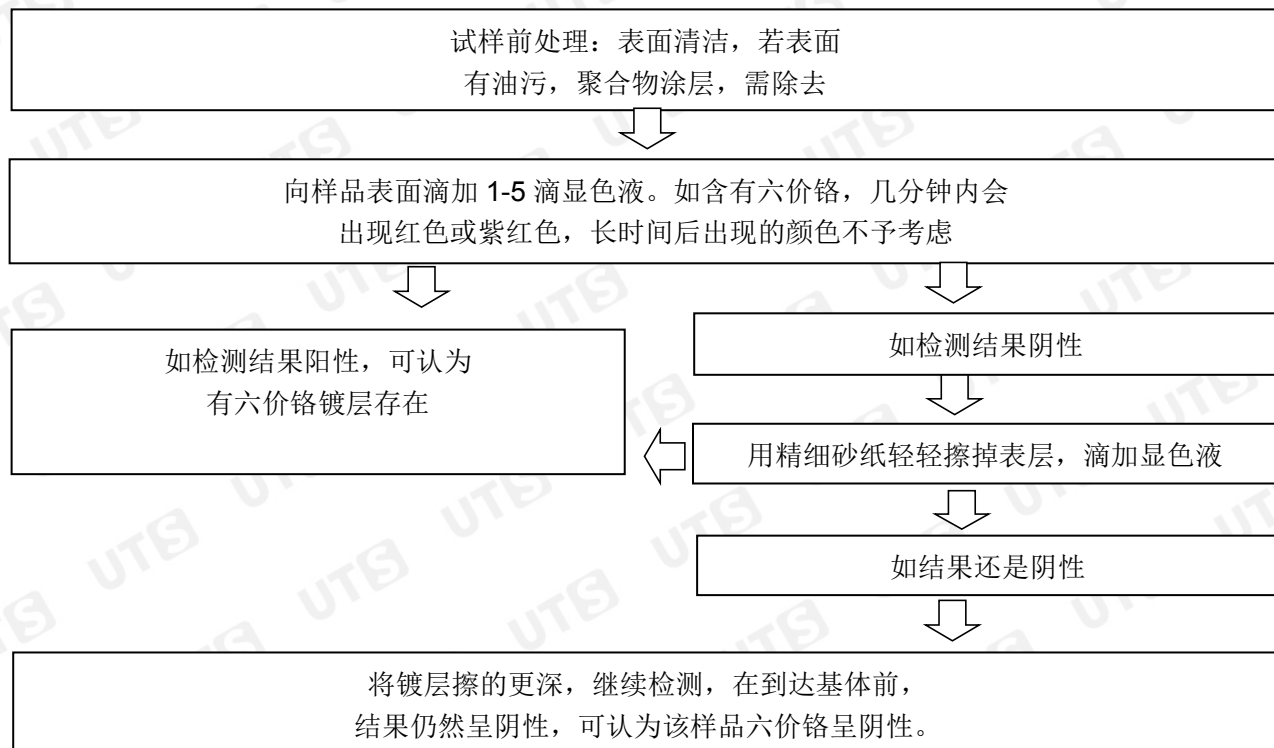 试样前处理：表面清洁，若表面
有油污，聚合物涂层，需除去
向样品表面滴加 1-5 滴显色液。如含有六价铬，几分钟内会
出现红色或紫红色，长时间后出现的颜色不予考虑
如检测结果阳性，可认为
有六价铬镀层存在
如检测结果阴性
用精细砂纸轻轻擦掉表层，滴加显色液
如结果还是阴性
将镀层擦的更深，继续检测，在到达基体前，
结果仍然呈阴性，可认为该样品六价铬呈阴性。